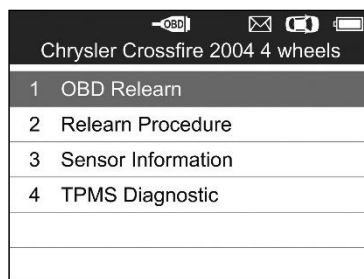 OBD
Chrysler Crossfire 2004 4 wheels
1 OBD Relearn
2 Relearn Procedure
3 Sensor Information
4 TPMS Diagnostic